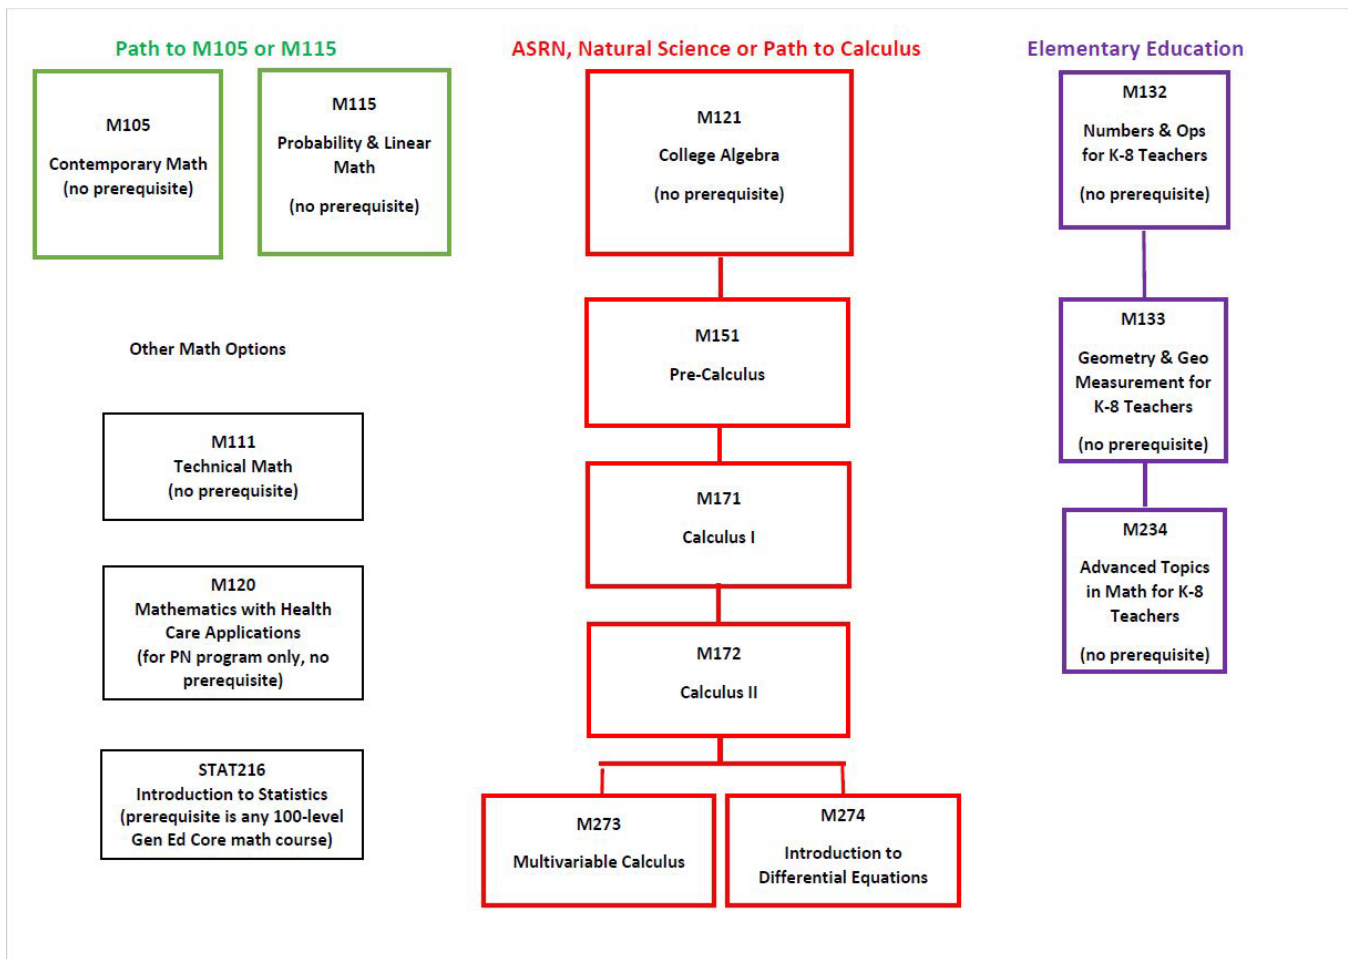 Path to M105 or M115
M105
Contemporary Math
(no prerequisite)
M115
Probability & Linear
Math
(no prerequisite)
Other Math Options
M111
Technical Math
(no prerequisite)
M120
Mathematics with Health
Care Applications
(for PN program only, no
prerequisite)
STAT216
Introduction to Statistics
(prerequisite is any 100-level
Gen Ed Core math course)
ASRN, Natural Science or Path to Calculus
M121
College Algebra
(no prerequisite)
M151
Pre-Calculus
M171
Calculus I
M172
Calculus II
M273
Multivariable Calculus
M274
Introduction to
Differential Equations
Elementary Education
M132
Numbers & Ops
for K-8 Teachers
(no prerequisite)
M133
Geometry & Geo
Measurement for
K-8 Teachers
(no prerequisite)
M234
Advanced Topics
in Math for K-8
Teachers
(no prerequisite)